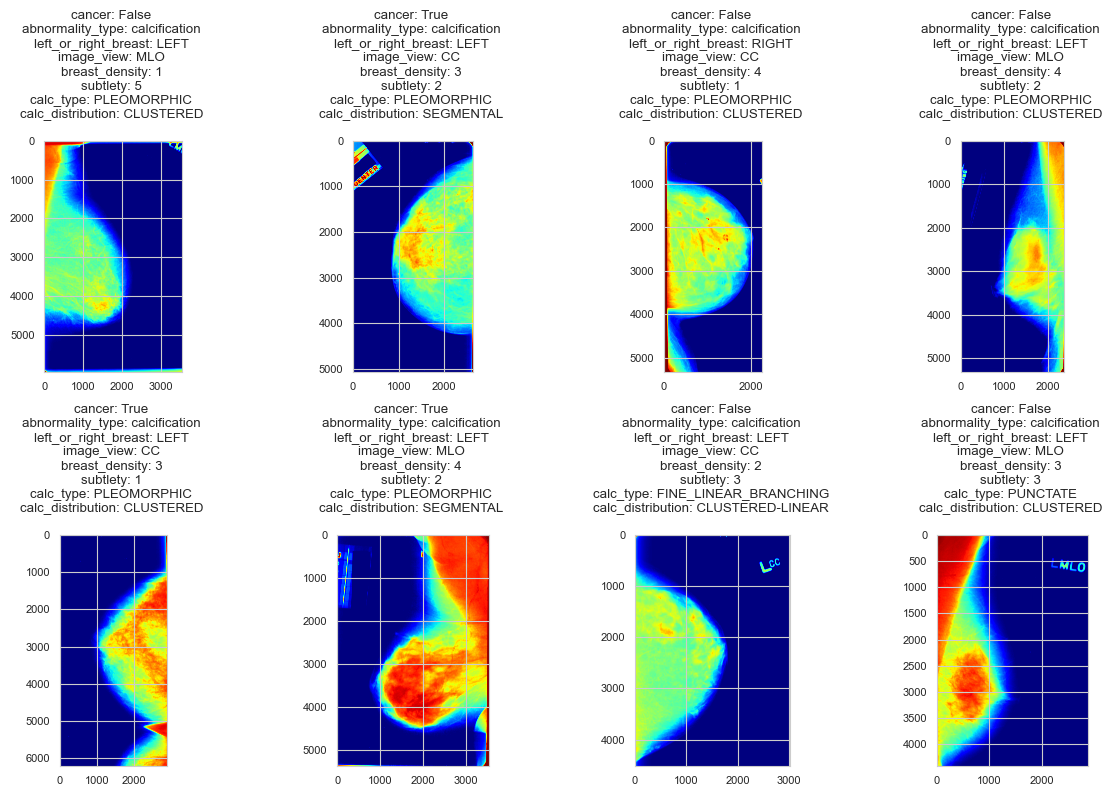 cancer: False
abnormality_type: calcification
left_or_right_breast: LEFT
image_view: MLO
breast_density: 1
subtlety: 5
calc_type: PLEOMORPHIC
calc_distribution: CLUSTERED
0
1000
2000
3000
4000
5000
0 1000 2000 3000
cancer: True
abnormality_type: calcification
left_or_right_breast: LEFT
image_view: CC
breast_density: 3
subtlety: 2
calc_type: PLEOMORPHIC
calc_distribution: SEGMENTAL
0
1000
2000
3000
4000
5000
0 1000 2000
cancer: False
abnormality_type: calcification
left_or_right_breast: RIGHT
image_view: CC
breast_density: 4
subtlety: 1
calc_type: PLEOMORPHIC
calc_distribution: CLUSTERED
0
1000
2000
3000
4000
5000
0 2000
cancer: False
abnormality_type: calcification
left_or_right_breast: LEFT
image_view: MLO
breast_density: 4
subtlety: 2
calc_type: PLEOMORPHIC
calc_distribution: CLUSTERED
0
1000
2000
3000
4000
5000
0 2000
cancer: True
abnormality_type: calcification
left_or_right_breast: LEFT
image_view: CC
breast_density: 3
subtlety: 1
calc_type: PLEOMORPHIC
calc_distribution: CLUSTERED
0
1000
2000
3000
4000
5000
6000
0 1000 2000
cancer: True
abnormality_type: calcification
left_or_right_breast: LEFT
image_view: MLO
breast_density: 4
subtlety: 2
calc_type: PLEOMORPHIC
calc_distribution: SEGMENTAL
0
1000
2000
3000
4000
5000
0 1000 2000 3000
cancer: False
abnormality_type: calcification
left_or_right_breast: LEFT
image_view: CC
breast_density: 2
subtlety: 3
calc_type: FINE_LINEAR_BRANCHING
calc_distribution: CLUSTERED-LINEAR
LCC
0
1000
2000
3000
4000
0 1000 2000 3000
cancer: False
abnormality_type: calcification
left_or_right_breast: LEFT
image_view: MLO
breast_density: 3
subtlety: 3
calc_type: PUNCTATE
calc_distribution: CLUSTERED
LMLO
0
500
1000
1500
2000
2500
3000
3500
4000
0 1000 2000